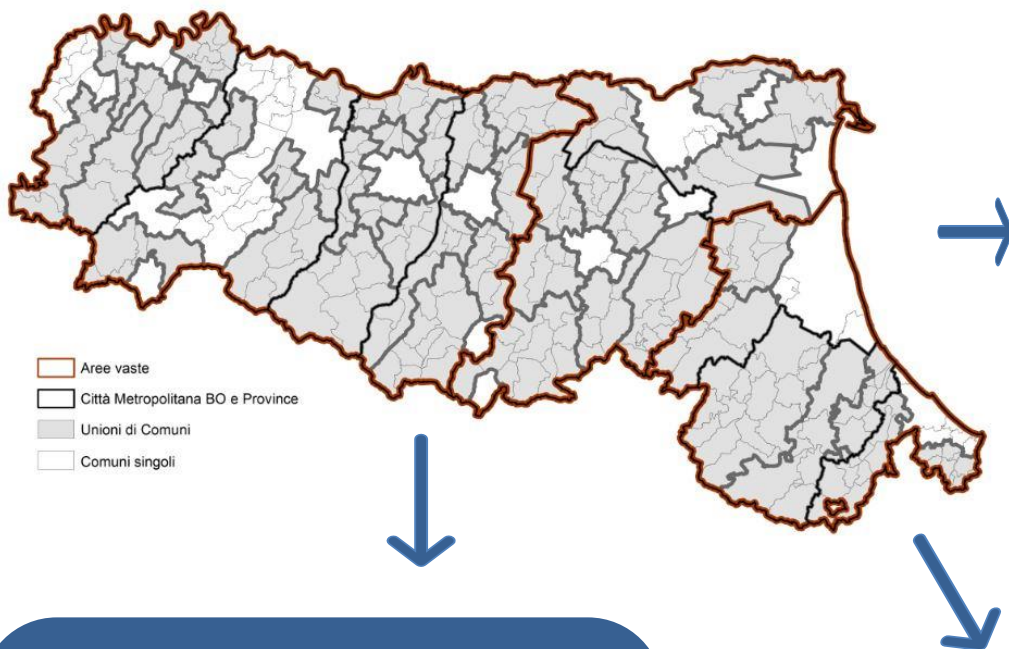 Aree vaste
Città Metropolitana BO e Province
Unioni di Comuni
Comuni singoli